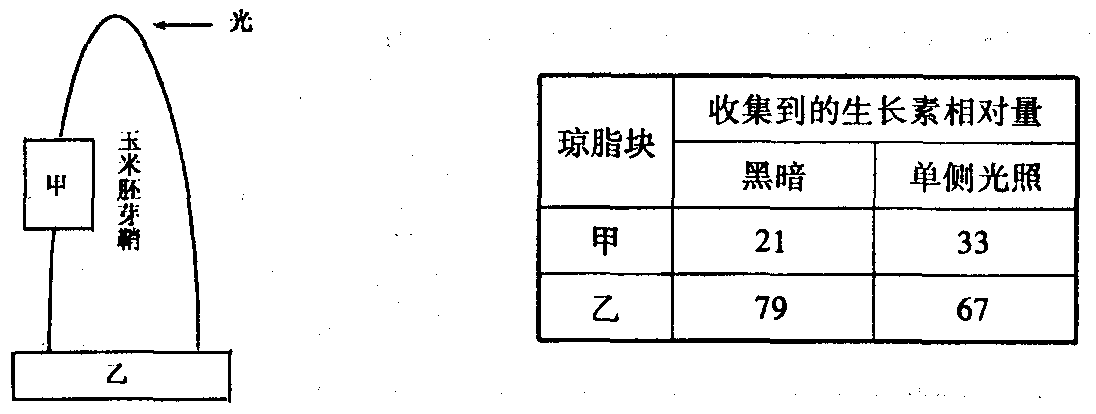 光
甲
玉米胚芽鞘
乙
琼脂块 收集到的生长素相对量
黑暗 单侧光照
甲 21 33
乙 79 67